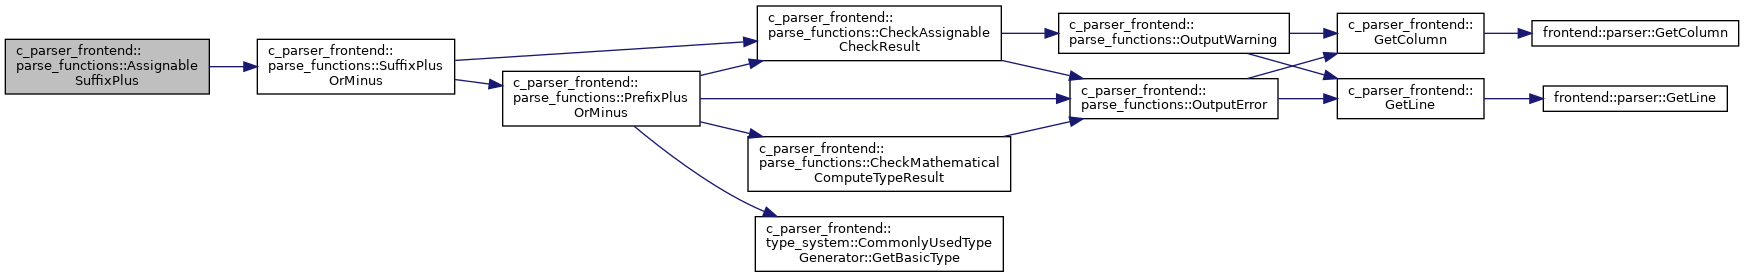 c_parser_frontend::
parse_functions::Assignable
SuffixPlus
c_parser_frontend::
parse_functions::SuffixPlus
OrMinus
c_parser_frontend::
parse_functions::CheckAssignable
CheckResult
c_parser_frontend::
parse_functions::PrefixPlus
OrMinus
c_parser_frontend::
parse_functions::CheckMathematical
ComputeTypeResult
c_parser_frontend::
type_system::CommonlyUsedType
Generator::GetBasicType
c_parser_frontend::
parse_functions::OutputWarning
c_parser_frontend::
parse_functions::OutputError
c_parser_frontend::
GetColumn
c_parser_frontend::
GetLine
frontend::parser::GetColumn
frontend::parser::GetLine